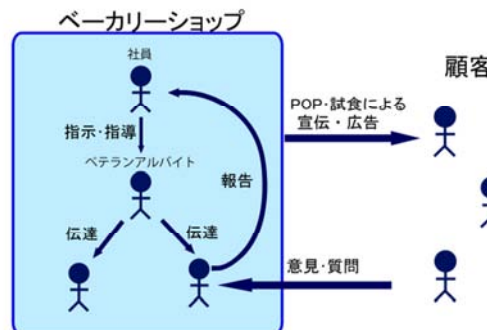 ベーカリーショップ
社員
顧客
POP・試食による
宣伝・広告
指示・指導
ベテランアルバイト
報告
伝達
伝達
意見・質問